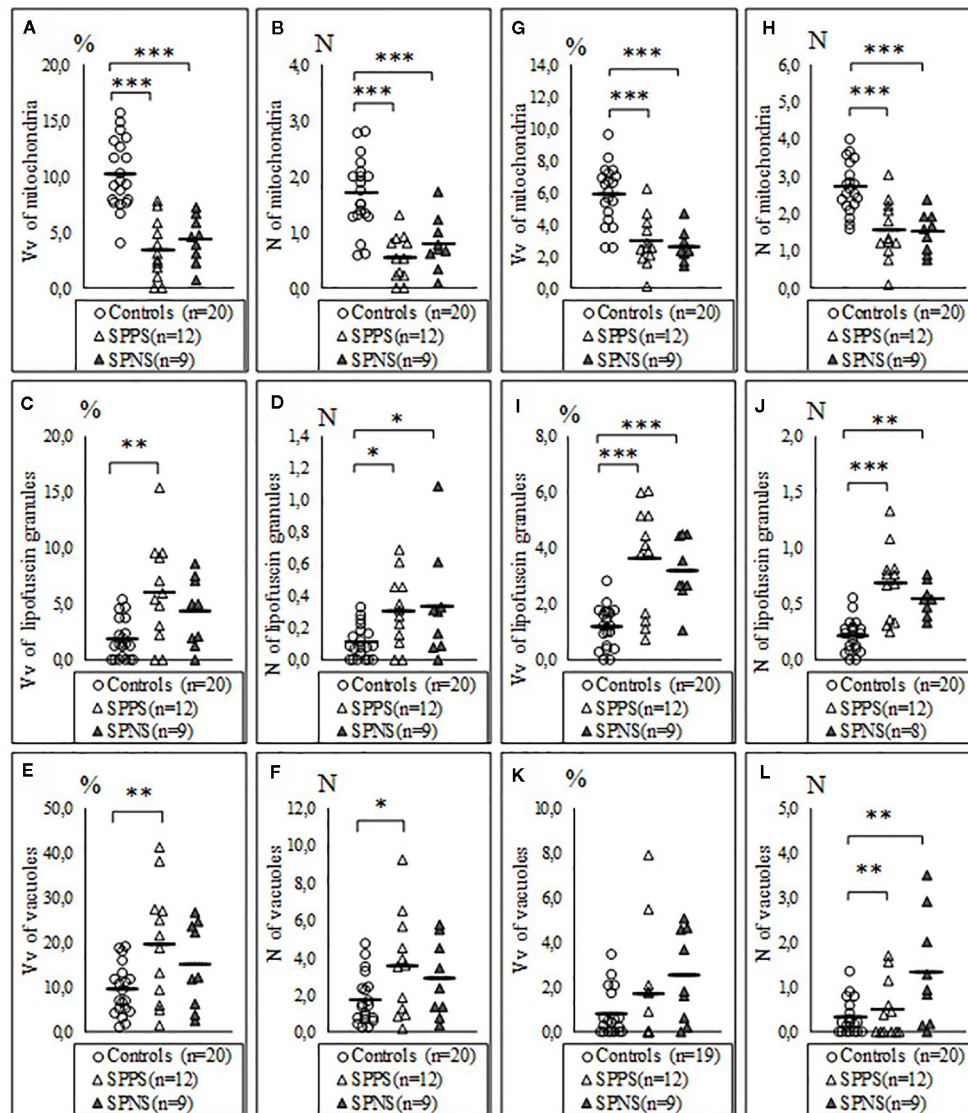 A
%
Vv of mitochondria
20,0
15,0
10,0
5,0
0,0
***
***
Controls (n=20)
SPPS(n=12)
SPNS(n=9)
B
N
N of mitochondria
4,0
3,0
2,0
1,0
0,0
***
***
Controls (n=20)
SPPS(n=12)
SPNS(n=9)
G
%
Vv of mitochondria
14,0
12,0
10,0
8,0
6,0
4,0
2,0
0,0
***
***
Controls (n=20)
SPPS(n=12)
SPNS(n=9)
H
N
N of mitochondria
6,0
5,0
4,0
3,0
2,0
1,0
0,0
***
***
Controls (n=20)
SPPS(n=12)
SPNS(n=9)
C
%
Vv of lipofuscin granules
20,0
15,0
10,0
5,0
0,0
**
Controls (n=20)
SPPS(n=12)
SPNS(n=9)
D
N
N of lipofuscin granules
1,4
1,2
1,0
0,8
0,6
0,4
0,2
0,0
*
*
Controls (n=20)
SPPS(n=12)
SPNS(n=9)
I
%
Vv of lipofuscin granules
8,0
6,0
4,0
2,0
0,0
***
***
Controls (n=20)
SPPS(n=12)
SPNS(n=9)
J
N
N of lipofuscin granules
2,0
1,5
1,0
0,5
0,0
**
***
Controls (n=20)
SPPS(n=12)
SPNS(n=8)
E
%
Vv of vacuoles
50,0
40,0
30,0
20,0
10,0
0,0
**
Controls (n=20)
SPPS(n=12)
SPNS(n=9)
F
N
N of vacuoles
12,0
10,0
8,0
6,0
4,0
2,0
0,0
*
Controls (n=20)
SPPS(n=12)
SPNS(n=9)
K
%
Vv of vacuoles
10,0
8,0
6,0
4,0
2,0
0,0
Controls (n=19)
SPPS(n=12)
SPNS(n=9)
L
N
N of vacuoles
5,0
4,0
3,0
2,0
1,0
0,0
**
**
Controls (n=20)
SPPS(n=12)
SPNS(n=9)